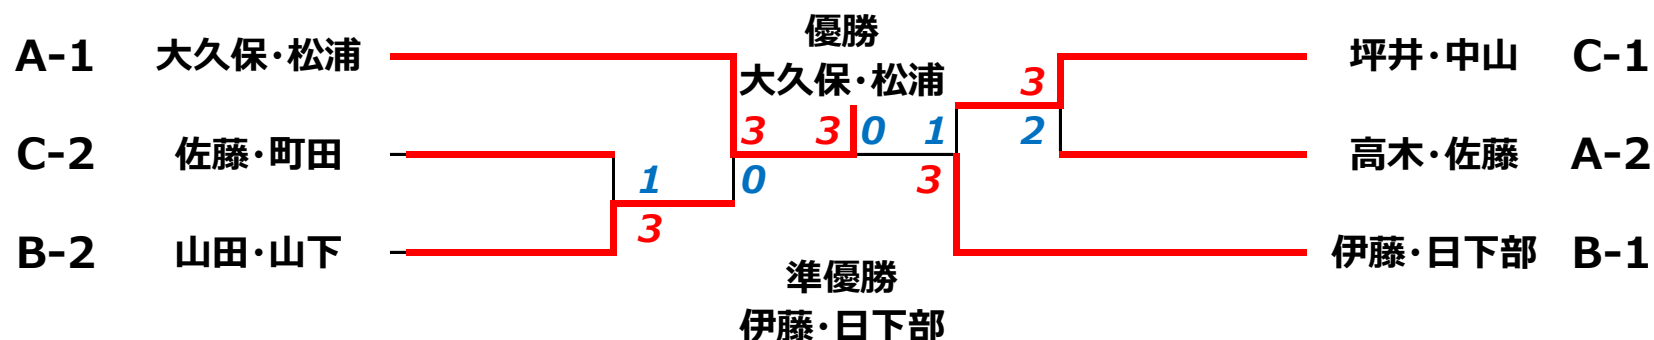 優勝
A-1 大久保・松浦 坪井・中山 C-1
大久保・松浦 3
3 3 0 1 2
C-2 佐藤・町田 高木・佐藤 A-2
1 0 3
3
B-2 山田・山下 伊藤・日下部 B-1
準優勝
伊藤・日下部